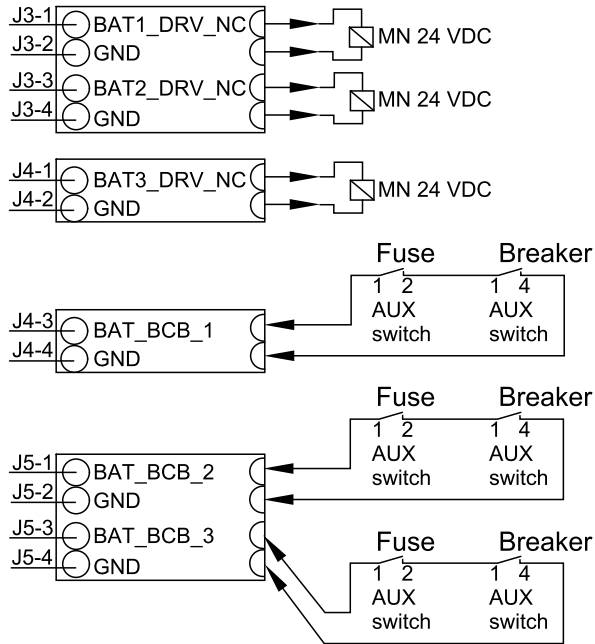 J3-1 BAT1_DRV_NC
MN 24 VDC
J3-2 GND
J3-3 BAT2_DRV_NC
MN 24 VDC
J3-4 GND
J4-1 BAT3_DRV_NC
MN 24 VDC
J4-2 GND
Fuse Breaker
1 2 1 4
AUX AUX
switch switch
J4-3 BAT_BCB_1
J4-4 GND
Fuse Breaker
1 2 1 4
AUX AUX
switch switch
J5-1 BAT_BCB_2
J5-2 GND
J5-3 BAT_BCB_3
J5-4 GND
Fuse Breaker
1 2 1 4
AUX AUX
switch switch